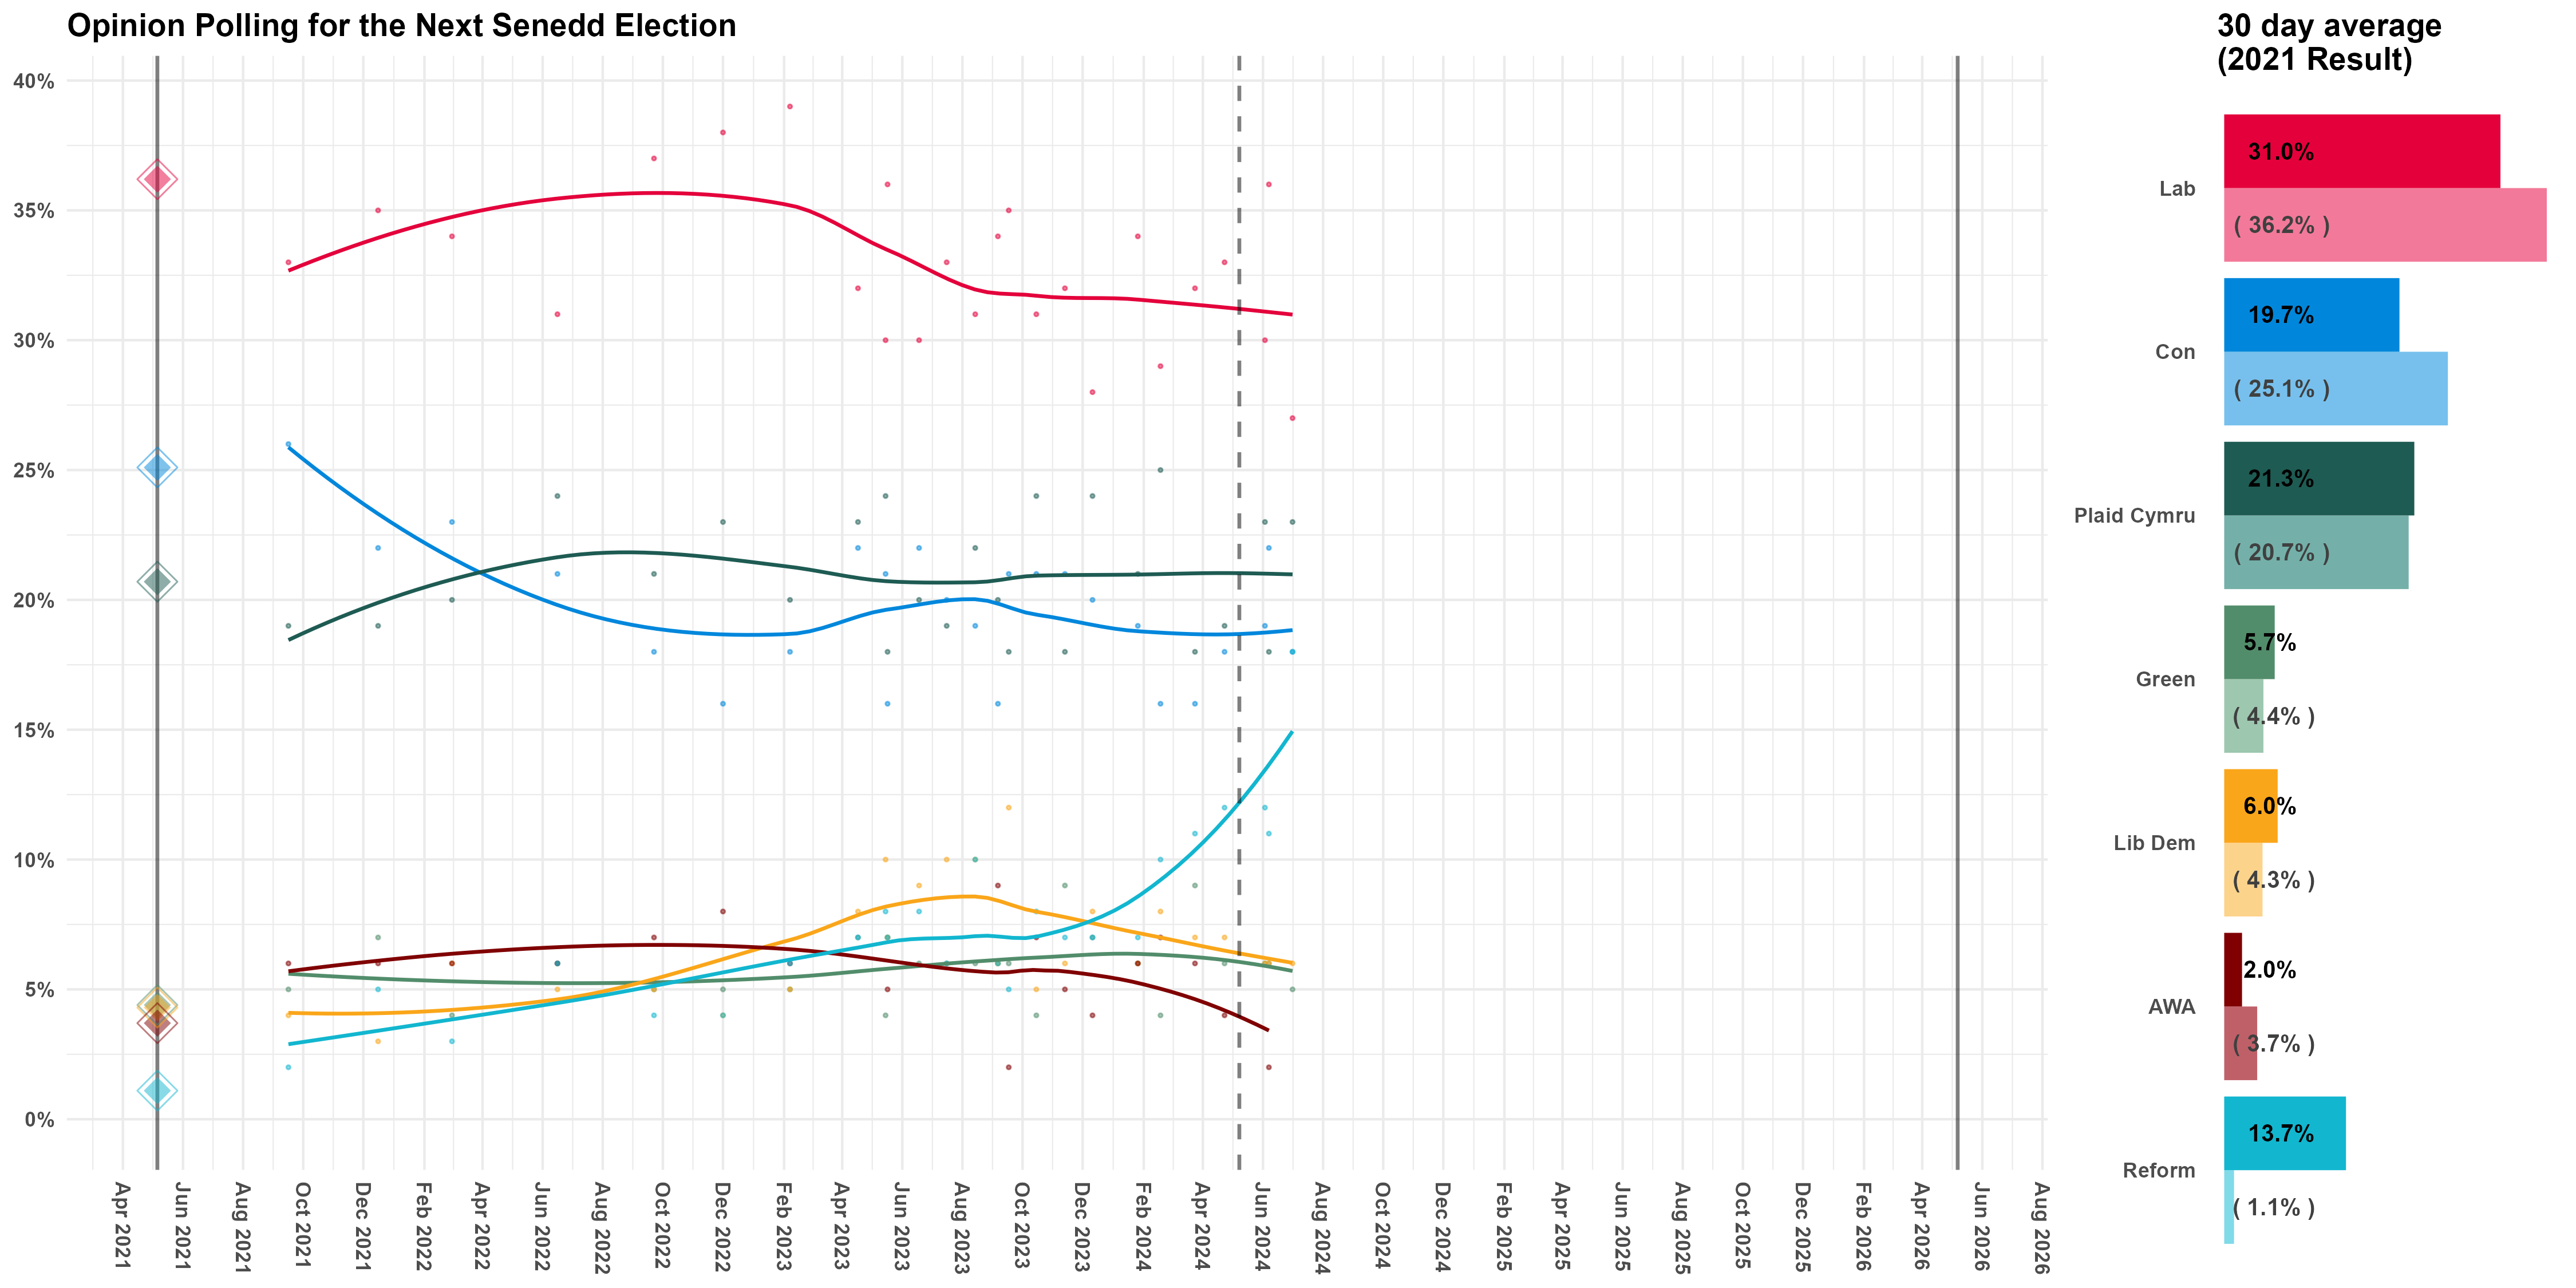 Opinion Polling for the Next Senedd Election
30 day average
(2021 Result)
40%
35%
30%
25%
20%
15%
10%
5%
0%
Apr 2021
Jun 2021
Aug 2021
Oct 2021
Dec 2021
Feb 2022
Apr 2022
Jun 2022
Aug 2022
Oct 2022
Dec 2022
Feb 2023
Apr 2023
Jun 2023
Aug 2023
Oct 2023
Dec 2023
Feb 2024
Apr 2024
Jun 2024
Aug 2024
Oct 2024
Dec 2024
Feb 2025
Apr 2025
Jun 2025
Aug 2025
Oct 2025
Dec 2025
Feb 2026
Apr 2026
Jun 2026
Aug 2026
Lab
31.0%
( 36.2% )
Con
19.7%
( 25.1% )
Plaid Cymru
21.3%
( 20.7% )
Green
5.7%
( 4.4% )
Lib Dem
6.0%
( 4.3% )
AWA
2.0%
( 3.7% )
Reform
13.7%
( 1.1% )